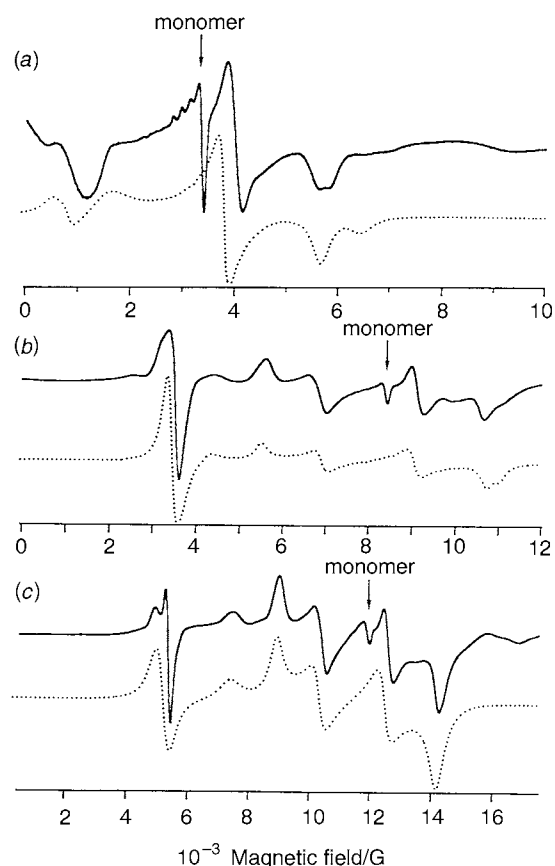 monomer
(a)
0 2 4 6 8 10
monomer
(b)
0 2 4 6 8 10 12
monomer
(c)
2 4 6 8 10 12 14 16
10⁻³ Magnetic field/G